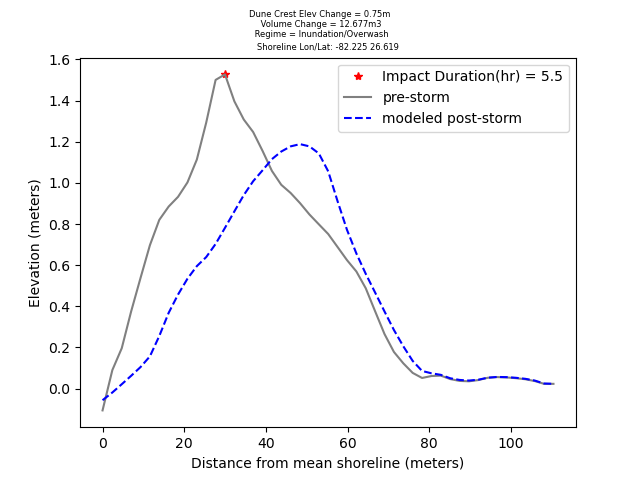 Dune Crest Elev Change = 0.75m
Volume Change = 12.677m3
Regime = Inundation/Overwash
Shoreline Lon/Lat: -82.225 26.619
Impact Duration(hr) = 5.5
pre-storm
modeled post-storm
Elevation (meters)
1.6
1.4
1.2
1.0
0.8
0.6
0.4
0.2
0.0
0 20 40 60 80 100
Distance from mean shoreline (meters)